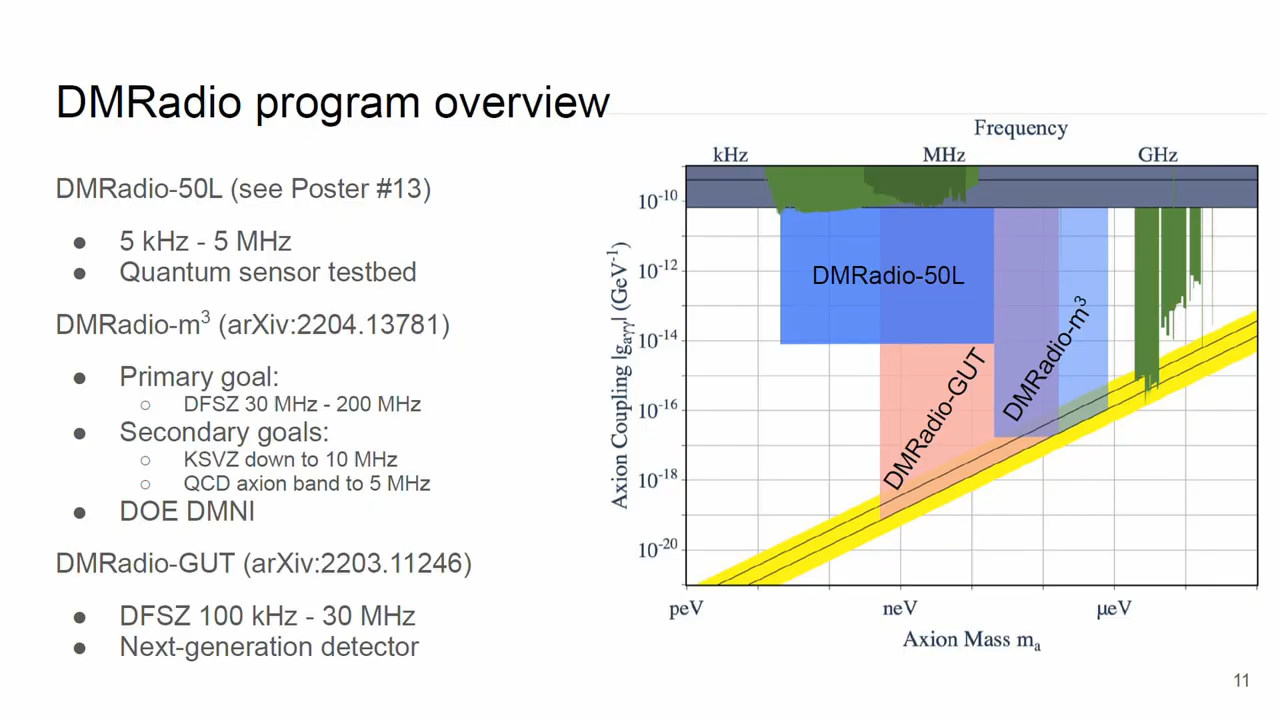 DMRadio program overview
DMRadio-50L (see Poster #13)
● 5 kHz - 5 MHz
● Quantum sensor testbed
DMRadio-m³ (arXiv:2204.13781)
● Primary goal:
○ DFSZ 30 MHz - 200 MHz
● Secondary goals:
○ KSVZ down to 10 MHz
○ QCD axion band to 5 MHz
● DOE DMNI
DMRadio-GUT (arXiv:2203.11246)
● DFSZ 100 kHz - 30 MHz
● Next-generation detector
Frequency
kHz MHz GHz
10⁻¹⁰
10⁻¹²
10⁻¹⁴
10⁻¹⁶
10⁻¹⁸
10⁻²⁰
Axion Coupling |gₐᵧᵧ| (GeV⁻¹)
DMRadio-50L
DMRadio-GUT
DMRadio-m³
peV neV μeV
Axion Mass mₐ
11